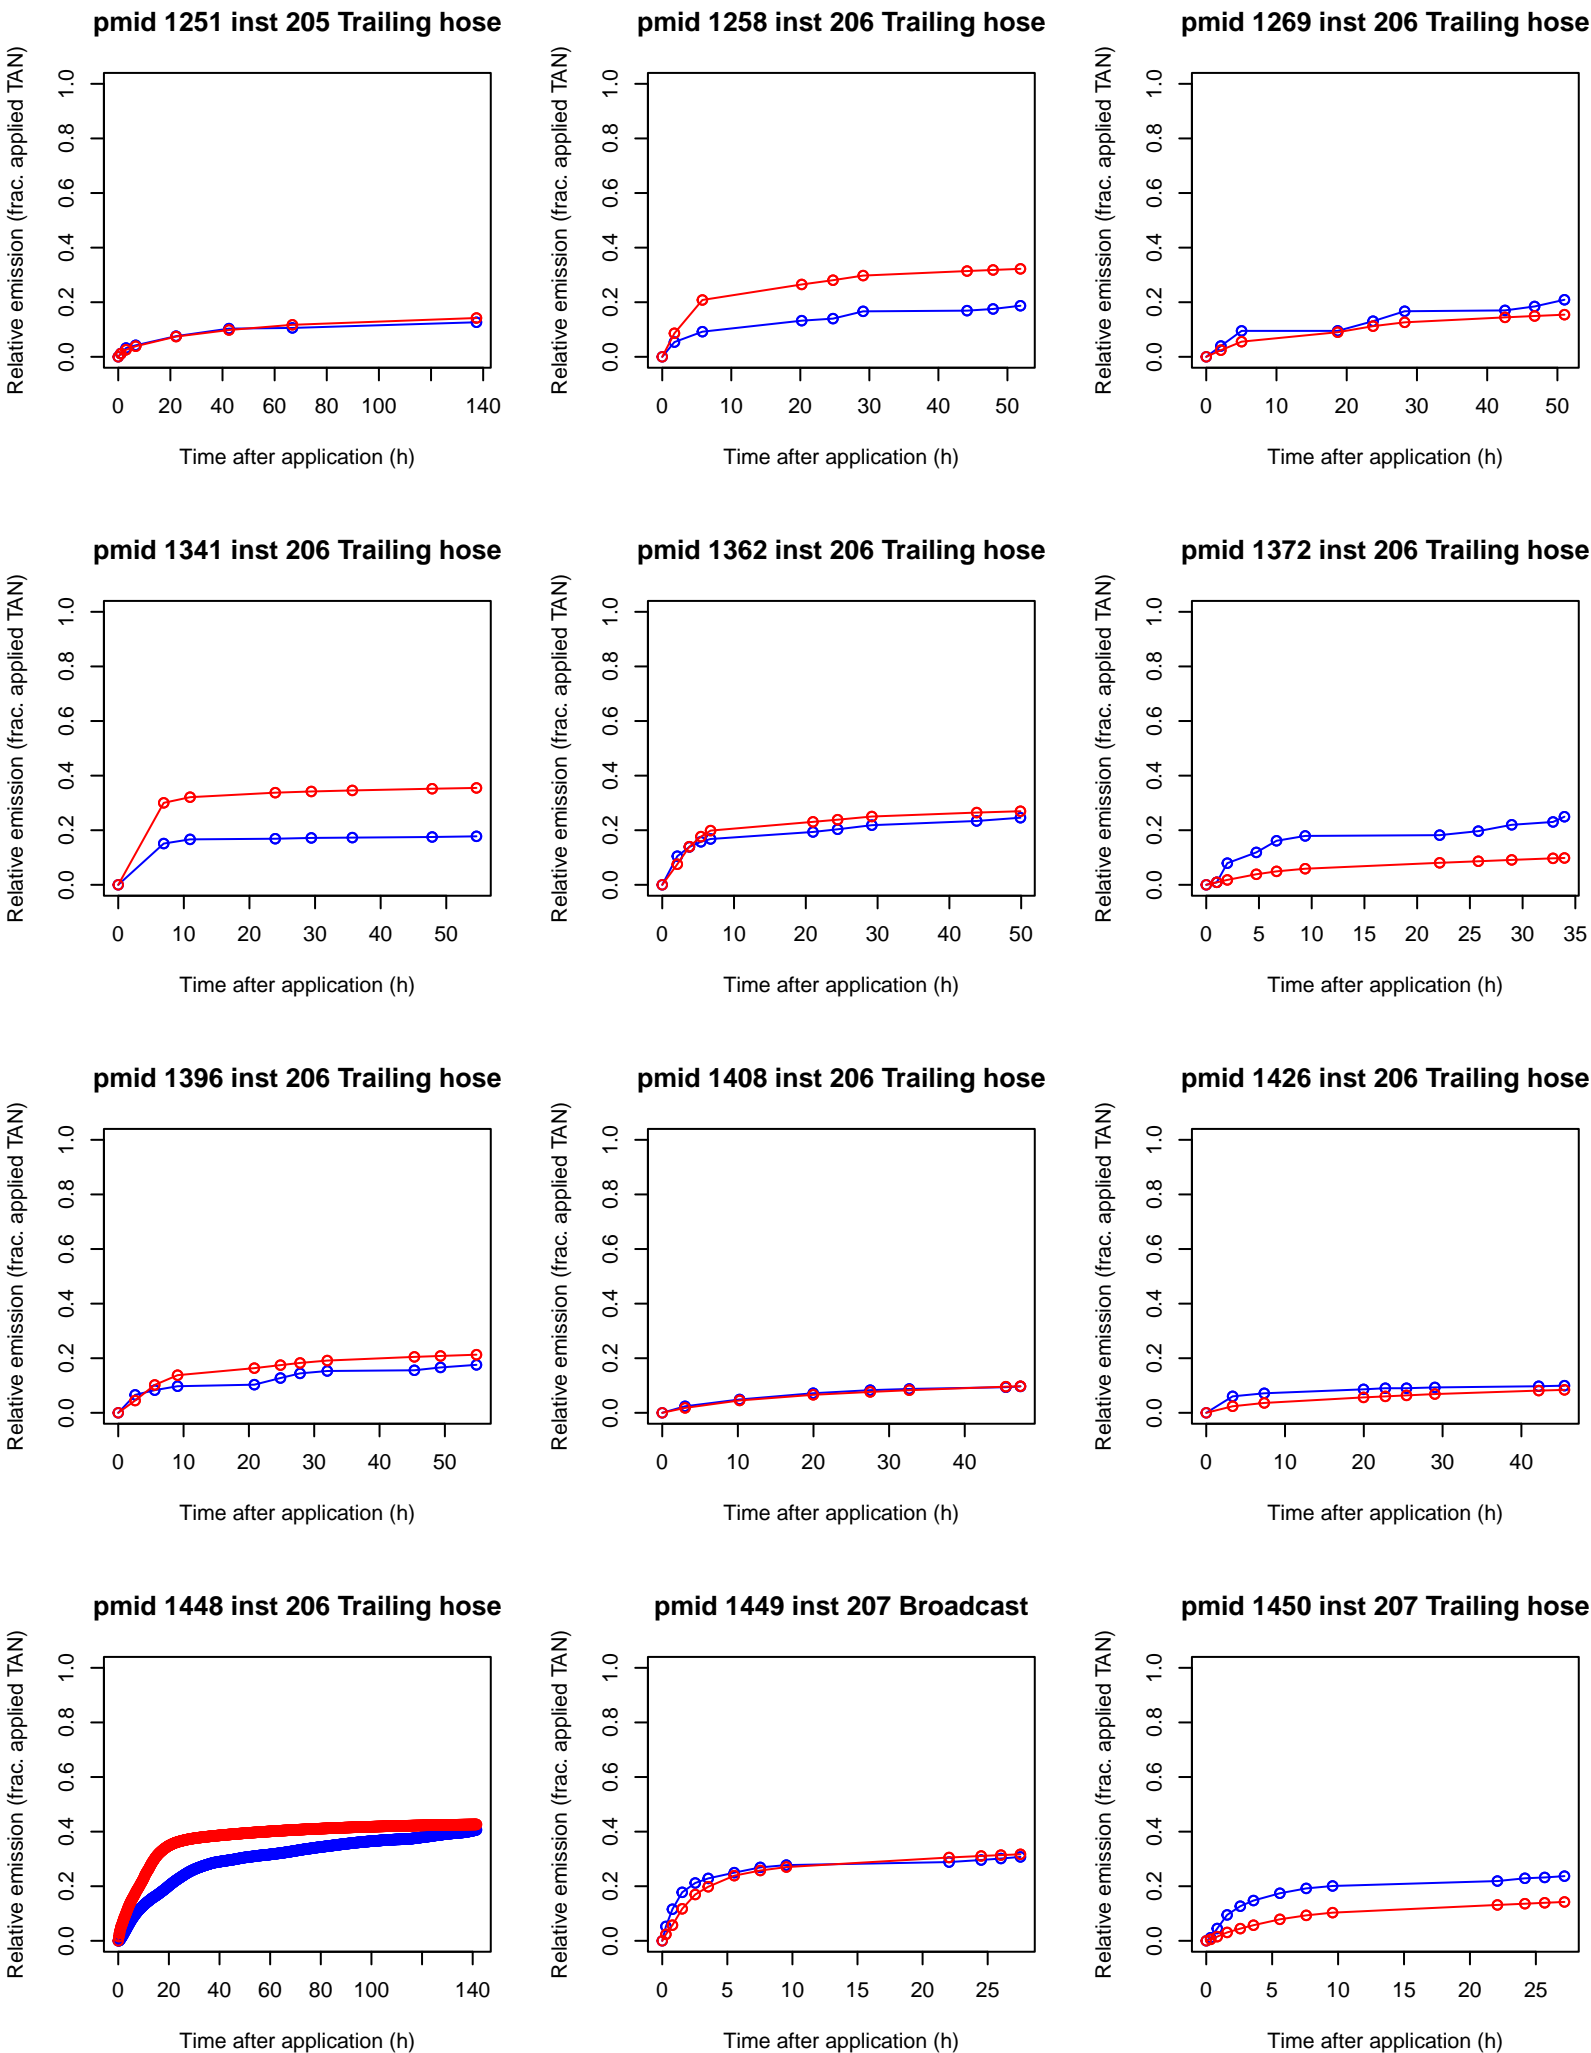 pmid 1251 inst 205 Trailing hose
Relative emission (frac. applied TAN)
0.0 0.2 0.4 0.6 0.8 1.0
0 20 40 60 80 100 140
Time after application (h)
pmid 1258 inst 206 Trailing hose
Relative emission (frac. applied TAN)
0.0 0.2 0.4 0.6 0.8 1.0
0 10 20 30 40 50
Time after application (h)
pmid 1269 inst 206 Trailing hose
Relative emission (frac. applied TAN)
0.0 0.2 0.4 0.6 0.8 1.0
0 10 20 30 40 50
Time after application (h)
pmid 1341 inst 206 Trailing hose
Relative emission (frac. applied TAN)
0.0 0.2 0.4 0.6 0.8 1.0
0 10 20 30 40 50
Time after application (h)
pmid 1362 inst 206 Trailing hose
Relative emission (frac. applied TAN)
0.0 0.2 0.4 0.6 0.8 1.0
0 10 20 30 40 50
Time after application (h)
pmid 1372 inst 206 Trailing hose
Relative emission (frac. applied TAN)
0.0 0.2 0.4 0.6 0.8 1.0
0 5 10 15 20 25 30 35
Time after application (h)
pmid 1396 inst 206 Trailing hose
Relative emission (frac. applied TAN)
0.0 0.2 0.4 0.6 0.8 1.0
0 10 20 30 40 50
Time after application (h)
pmid 1408 inst 206 Trailing hose
Relative emission (frac. applied TAN)
0.0 0.2 0.4 0.6 0.8 1.0
0 10 20 30 40
Time after application (h)
pmid 1426 inst 206 Trailing hose
Relative emission (frac. applied TAN)
0.0 0.2 0.4 0.6 0.8 1.0
0 10 20 30 40
Time after application (h)
pmid 1448 inst 206 Trailing hose
Relative emission (frac. applied TAN)
0.0 0.2 0.4 0.6 0.8 1.0
0 20 40 60 80 100 140
Time after application (h)
pmid 1449 inst 207 Broadcast
Relative emission (frac. applied TAN)
0.0 0.2 0.4 0.6 0.8 1.0
0 5 10 15 20 25
Time after application (h)
pmid 1450 inst 207 Trailing hose
Relative emission (frac. applied TAN)
0.0 0.2 0.4 0.6 0.8 1.0
0 5 10 15 20 25
Time after application (h)